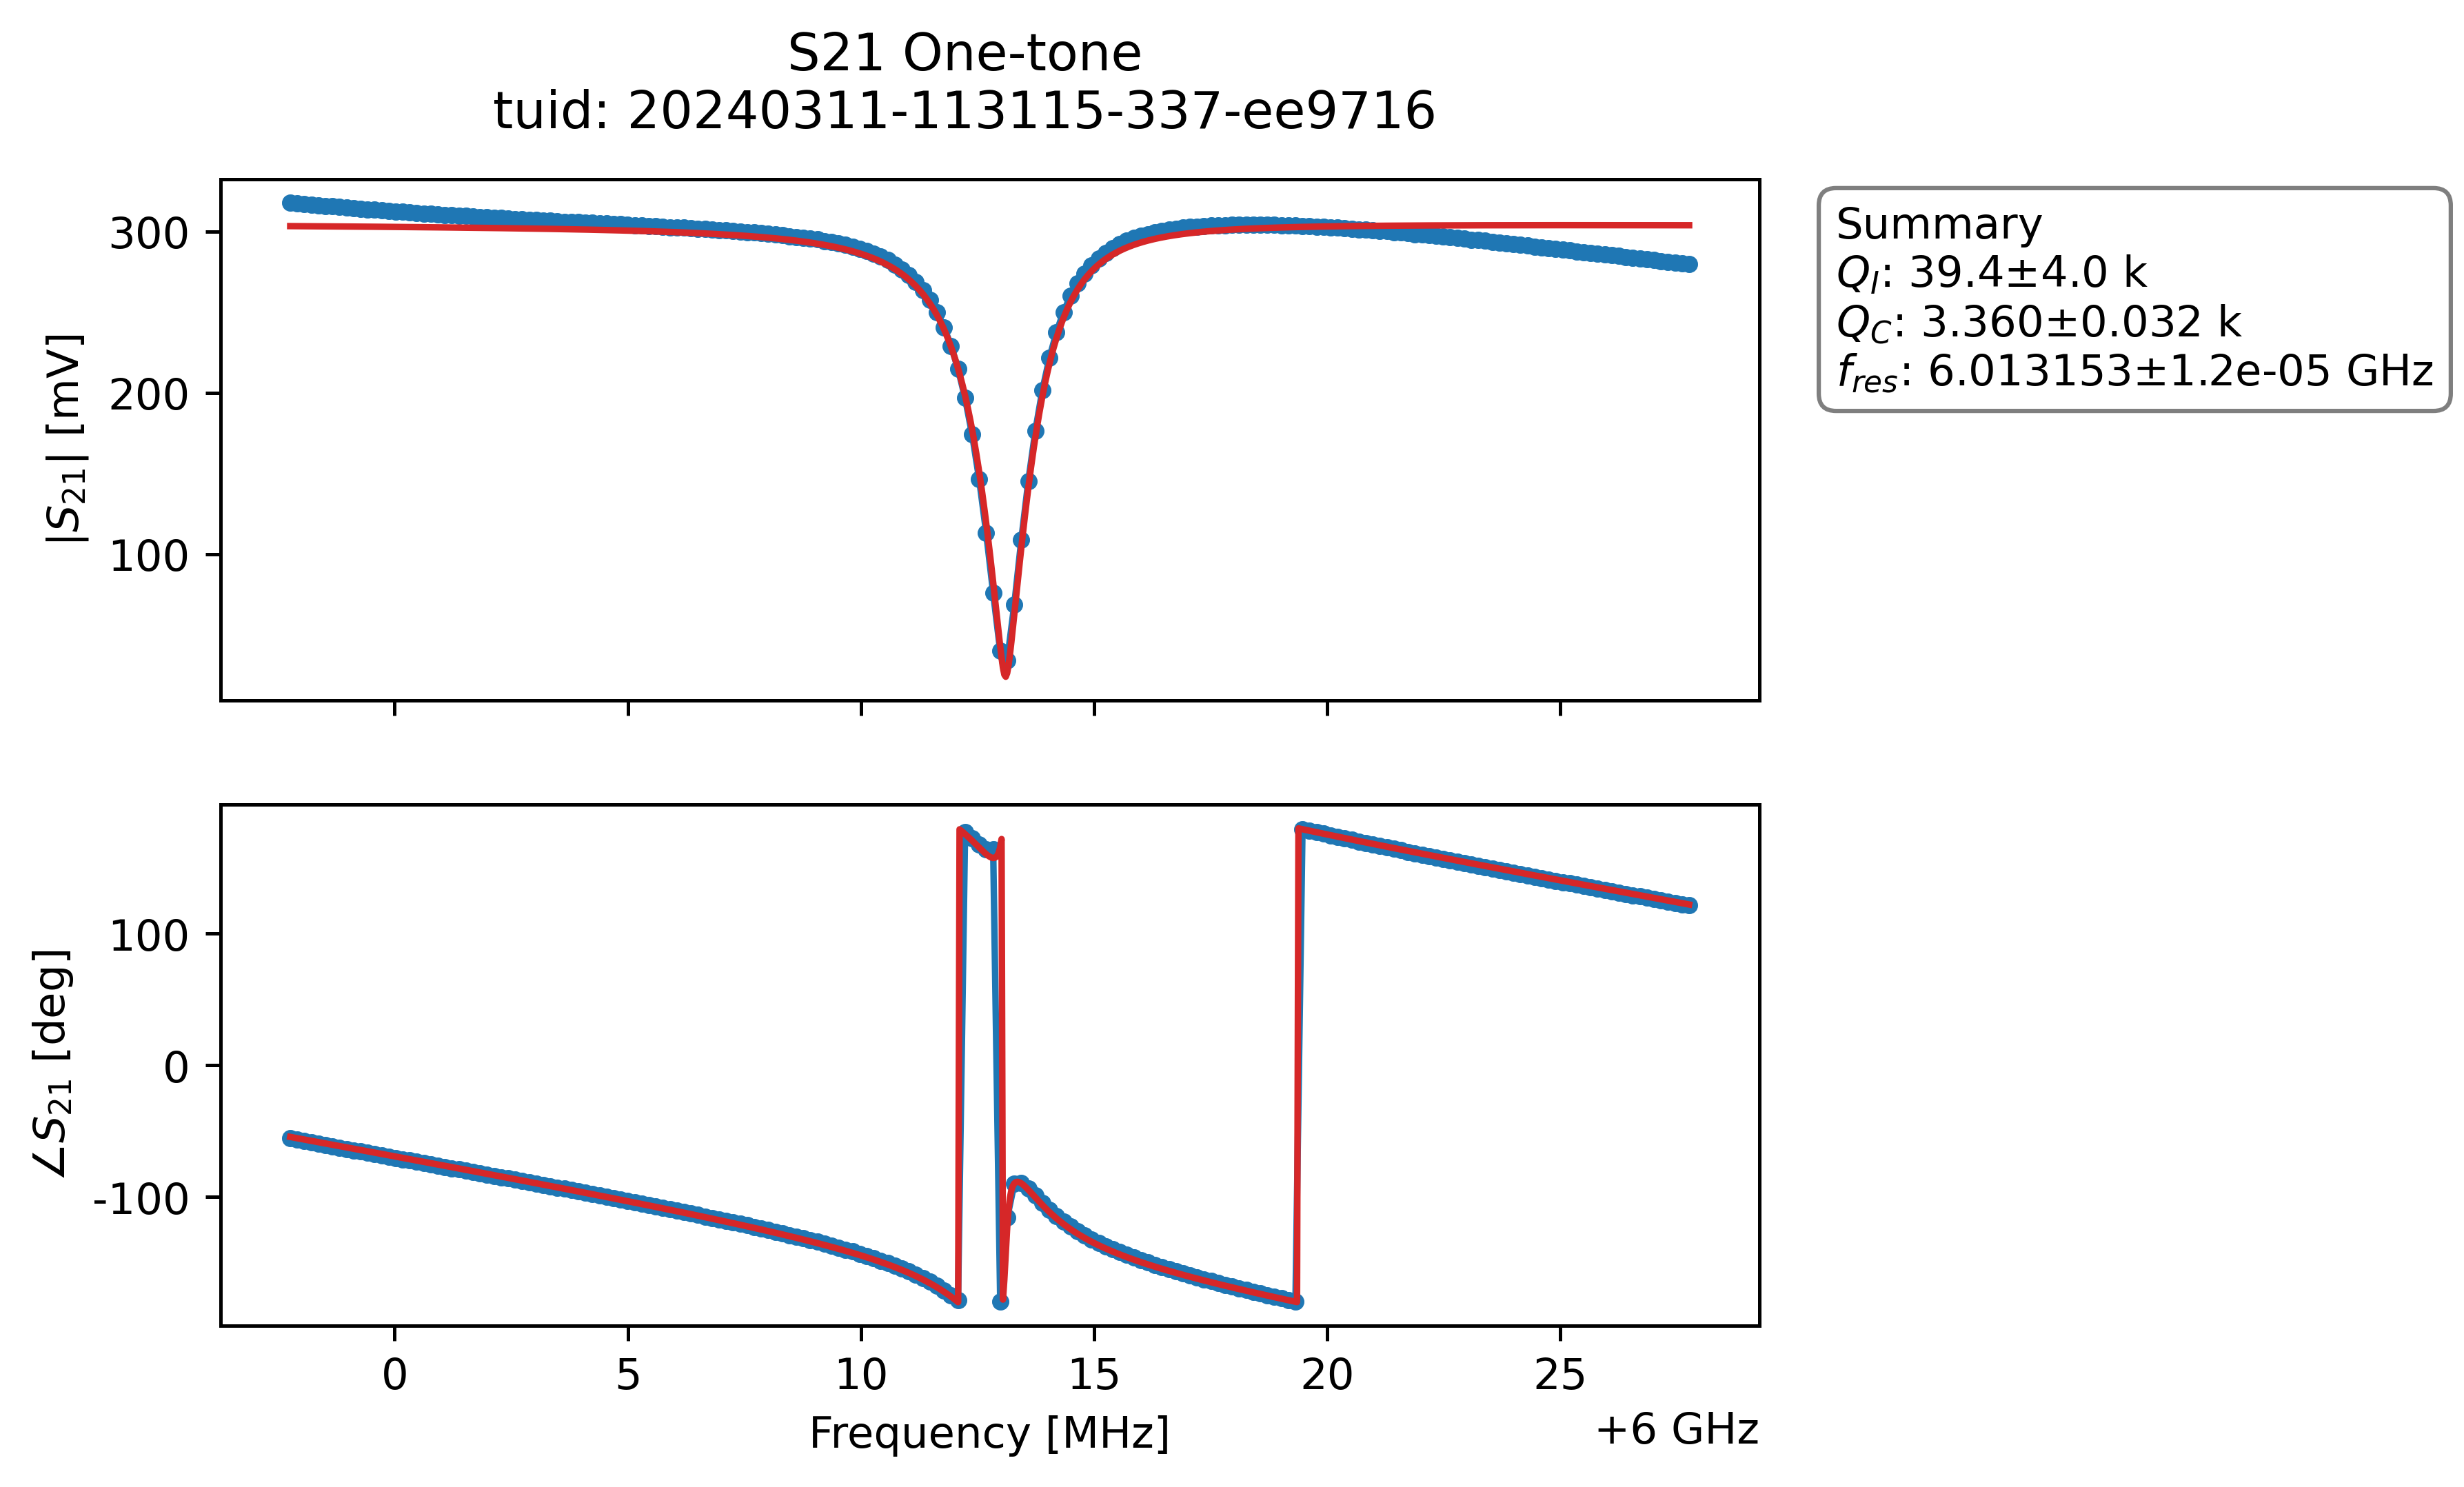 S21 One-tone
tuid: 20240311-113115-337-ee9716
300
200
100
|S21| [mV]
Summary
QI: 39.4±4.0 k
QC: 3.360±0.032 k
fres: 6.013153±1.2e-05 GHz
100
0
-100
∠S21 [deg]
0 5 10 15 20 25
Frequency [MHz]
+6 GHz